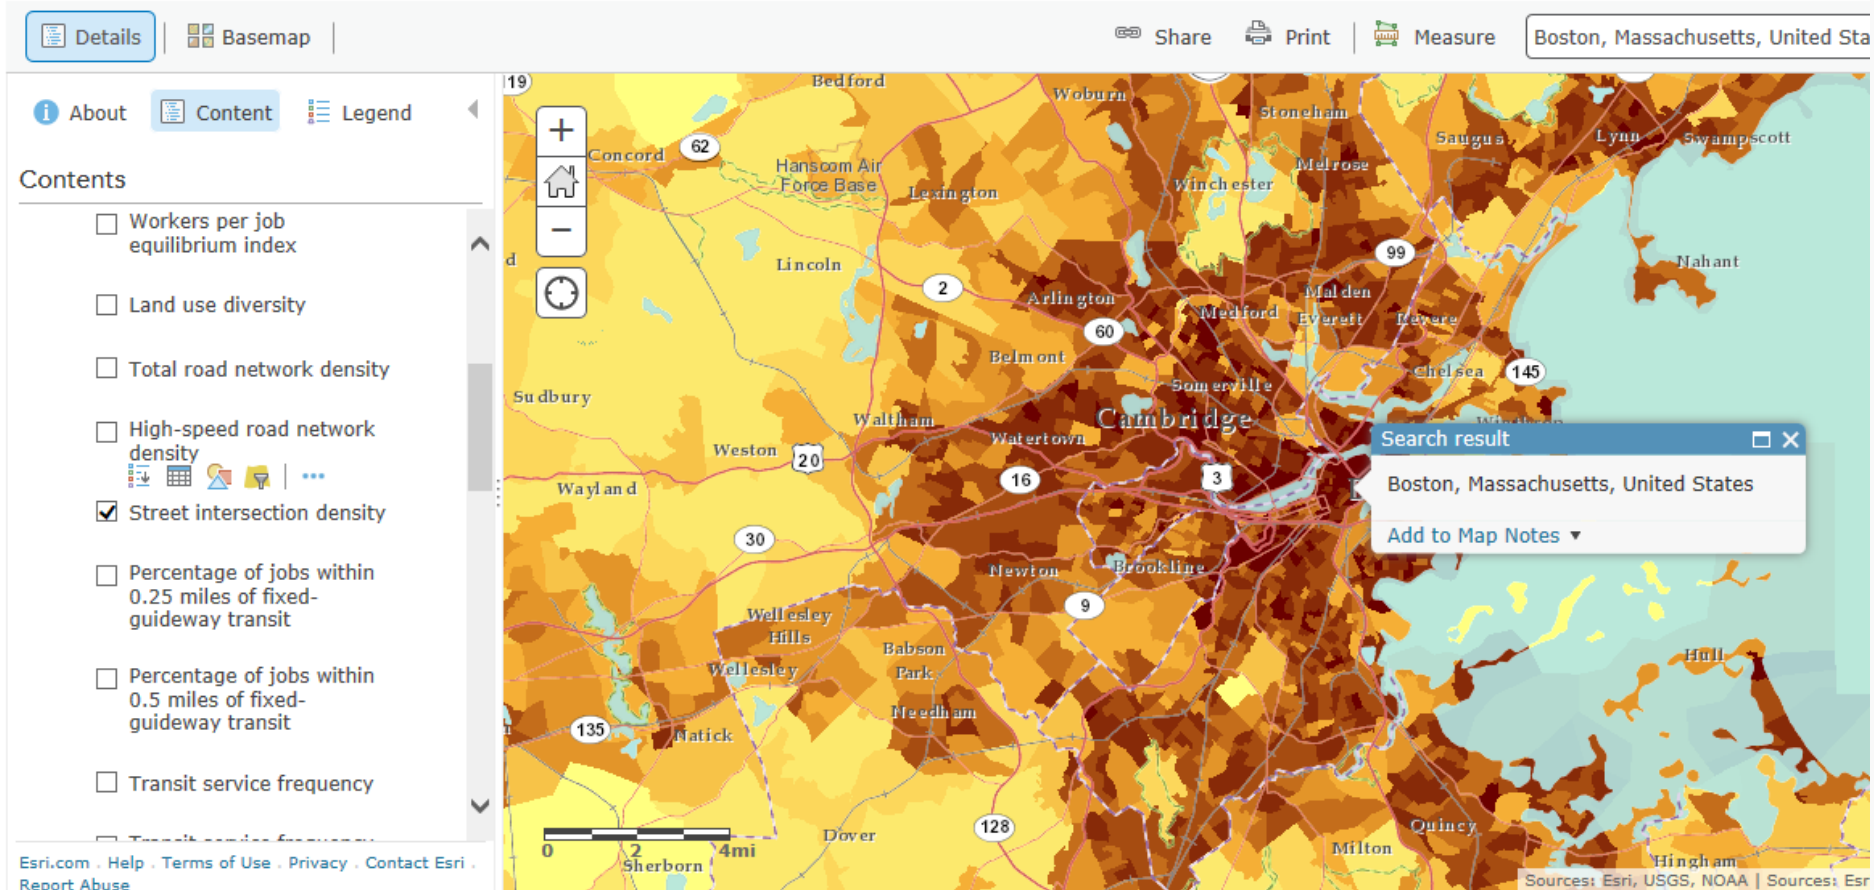 Details
Basemap
Share
Print
Measure
Boston, Massachusetts, United Sta
About
Content
Legend
Contents
Workers per job
equilibrium index
Land use diversity
Total road network density
High-speed road network
density
Street intersection density
Percentage of jobs within
0.25 miles of fixed-
guideway transit
Percentage of jobs within
0.5 miles of fixed-
guideway transit
Transit service frequency
Transit service frequency
Esri.com . Help . Terms of Use . Privacy . Contact Esri .
Report Abuse
19
Bedford
Woburn
Stoneham
Saugus
Lynn
Swampscott
62
Concord
Hanscom Air
Force Base
Lexington
Winchester
Melrose
99
Nahant
d
Lincoln
2
Arlington
Malden
Medford
Everett
Revere
60
Belmont
Chelsea
145
Somerville
Sudbury
Waltham
Cambridge
Winthrop
Watertown
Weston
20
Wayland
16
3
Search result
Boston, Massachusetts, United States
Add to Map Notes
30
Newton
Brookline
9
Wellesley
Hills
Babson
Park
Wellesley
Hull
Needham
135
Natick
128
Dover
Quincy
Milton
0 2 4mi
Sherborn
Hingham
Sources: Esri, USGS, NOAA | Sources: Esr